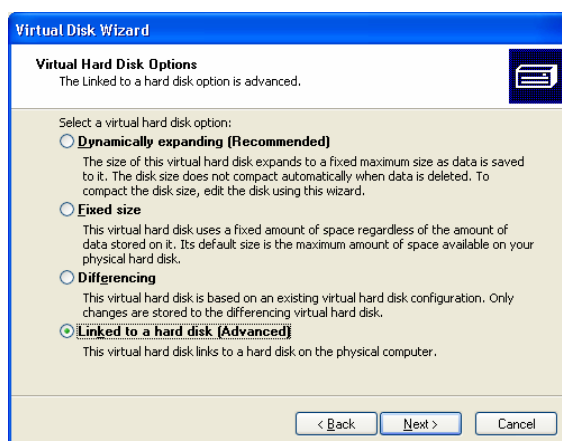 Virtual Disk Wizard
Virtual Hard Disk Options
The Linked to a hard disk option is advanced.
Select a virtual hard disk option:
Dynamically expanding (Recommended)
The size of this virtual hard disk expands to a fixed maximum size as data is saved
to it. The disk size does not compact automatically when data is deleted. To
compact the disk size, edit the disk using this wizard.
Fixed size
This virtual hard disk uses a fixed amount of space regardless of the amount of
data stored on it. Its default size is the maximum amount of space available on your
physical hard disk.
Differencing
This virtual hard disk is based on an existing virtual hard disk configuration. Only
changes are stored to the differencing virtual hard disk.
Linked to a hard disk (Advanced)
This virtual hard disk links to a hard disk on the physical computer.
< Back Next > Cancel